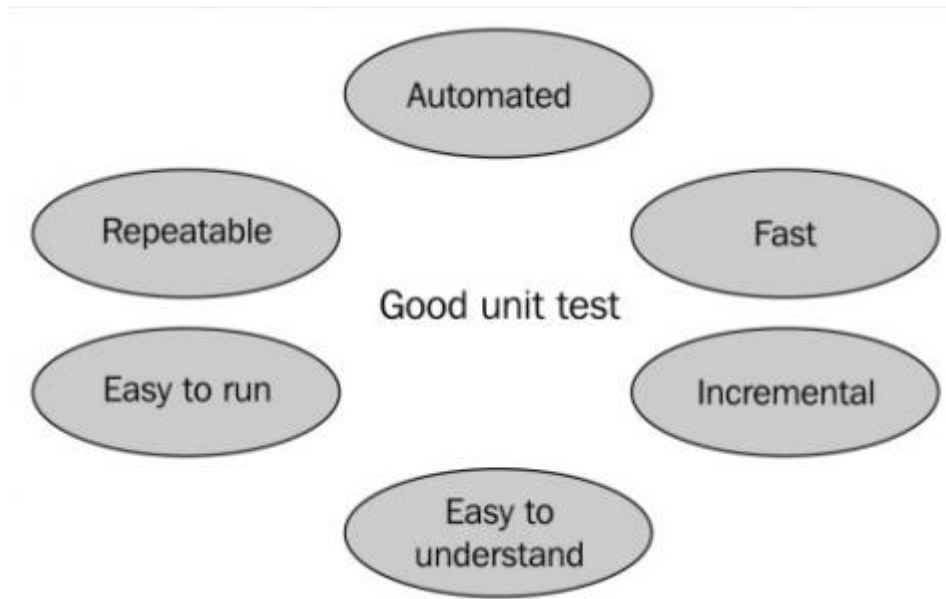 Automated
Repeatable
Fast
Good unit test
Easy to run
Incremental
Easy to
understand